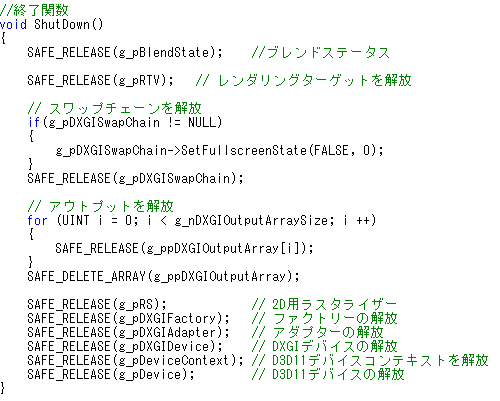 //終了関数
void ShutDown()
{
    SAFE_RELEASE(g_pBlendState);    //ブレンドステータス

    SAFE_RELEASE(g_pRTV);   // レンダリングターゲットを解放

    // スワップチェーンを解放
    if(g_pDXGISwapChain != NULL)
    {
        g_pDXGISwapChain->SetFullscreenState(FALSE, 0);
    }
    SAFE_RELEASE(g_pDXGISwapChain);

    // アウトプットを解放
    for (UINT i = 0; i < g_nDXGIOutputArraySize; i ++)
    {
        SAFE_RELEASE(g_ppDXGIOutputArray[i]);
    }
    SAFE_DELETE_ARRAY(g_ppDXGIOutputArray);

    SAFE_RELEASE(g_pRS);            // 2D用ラスタライザー
    SAFE_RELEASE(g_pDXGIFactory);   // ファクトリーの解放
    SAFE_RELEASE(g_pDXGIAdapter);   // アダプターの解放
    SAFE_RELEASE(g_pDXGIDevice);    // DXGIデバイスの解放
    SAFE_RELEASE(g_pDeviceContext); // D3D11デバイスコンテキストを解放
    SAFE_RELEASE(g_pDevice);        // D3D11デバイスの解放
}